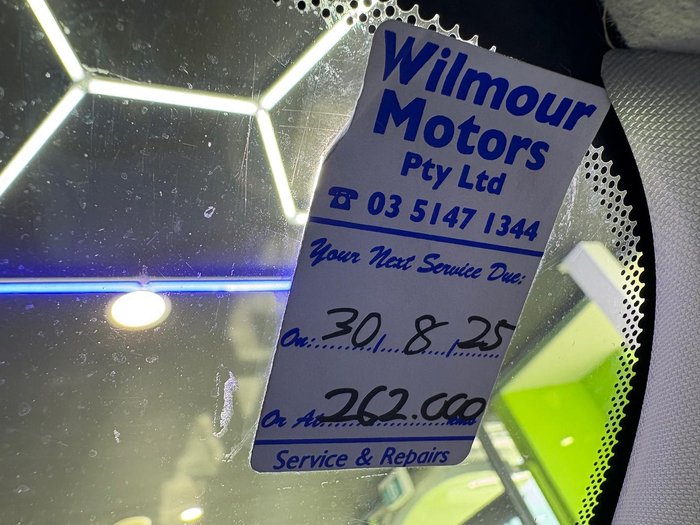 Wilmour
Motors
Pty Ltd
☎ 03 5147 1344
Your Next Service Due:
On: 30 / 8 / 25
Or At 262.000 kms
Service & Repairs